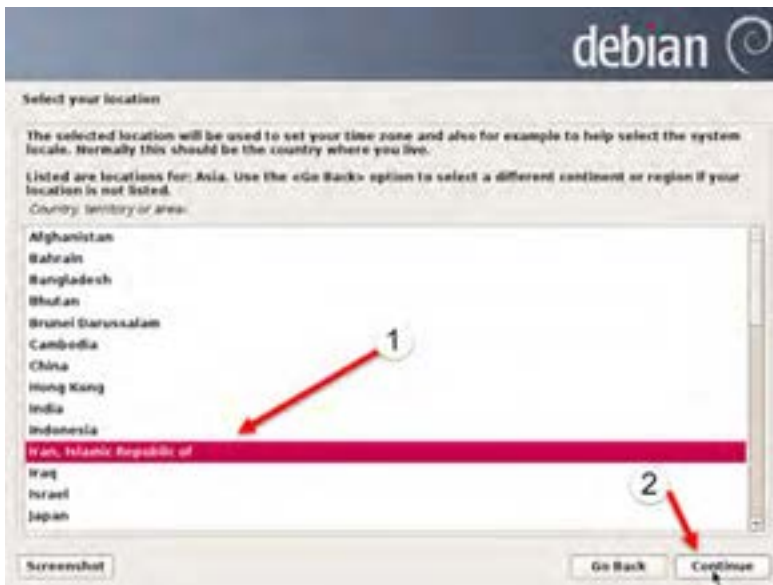 debian
Select your location
The selected location will be used to set your time zone and also for example to help select the system
locale. Normally this should be the country where you live.
Listed are locations for: Asia. Use the <Go Back> option to select a different continent or region if your
location is not listed.
Country, territory or area:
Afghanistan
Bahrain
Bangladesh
Bhutan
Brunei Darussalam
Cambodia
China
Hong Kong
India
Indonesia
Iran, Islamic Republic of
Iraq
Israel
Japan
1
2
Screenshot
Go Back
Continue